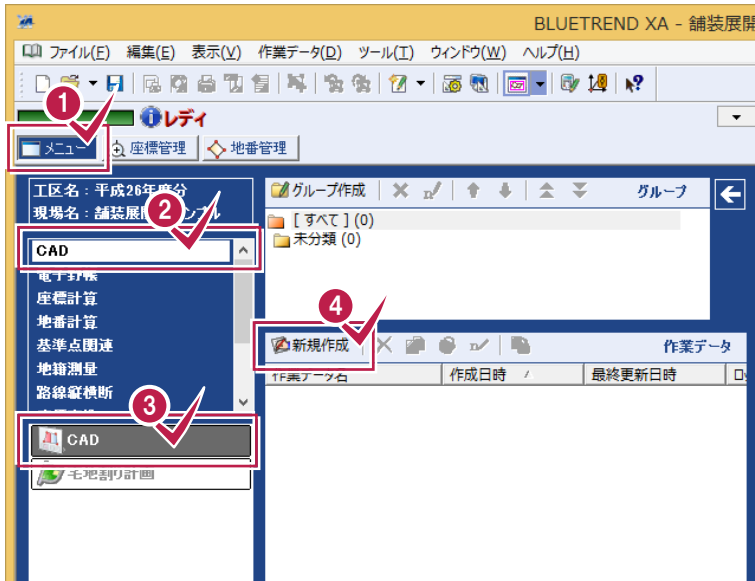 BLUETREND XA - 舗装展開
ファイル(F) 編集(E) 表示(V) 作業データ(D) ツール(T) ウィンドウ(W) ヘルプ(H)
1
レディ
メニュー 座標管理 地番管理
工区名：平成26年度分
現場名：舗装展開
2
CAD
電子野帳
座標計算
地番計算
基準点関連
地籍測量
路線縦横断
3
CAD
宅地割り計画
グループ作成 グループ
[ すべて ] (0)
未分類 (0)
4
新規作成 作業データ
作業データ名 作成日時 最終更新日時